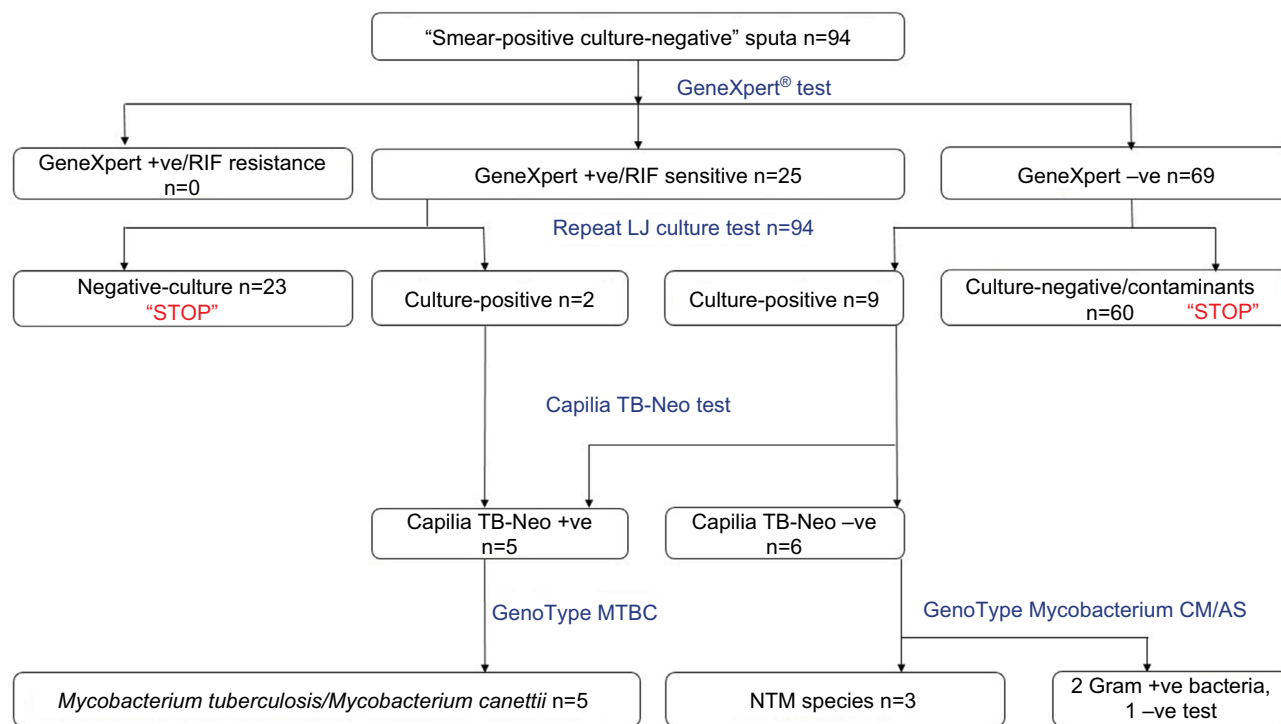 “Smear-positive culture-negative” sputa n=94
GeneXpert® test
GeneXpert +ve/RIF resistance
n=0
GeneXpert +ve/RIF sensitive n=25
GeneXpert –ve n=69
Repeat LJ culture test n=94
Negative-culture n=23
“STOP”
Culture-positive n=2
Culture-positive n=9
Culture-negative/contaminants
n=60 “STOP”
Capilia TB-Neo test
Capilia TB-Neo +ve
n=5
Capilia TB-Neo –ve
n=6
GenoType MTBC
GenoType Mycobacterium CM/AS
Mycobacterium tuberculosis/Mycobacterium canettii n=5
NTM species n=3
2 Gram +ve bacteria,
1 –ve test